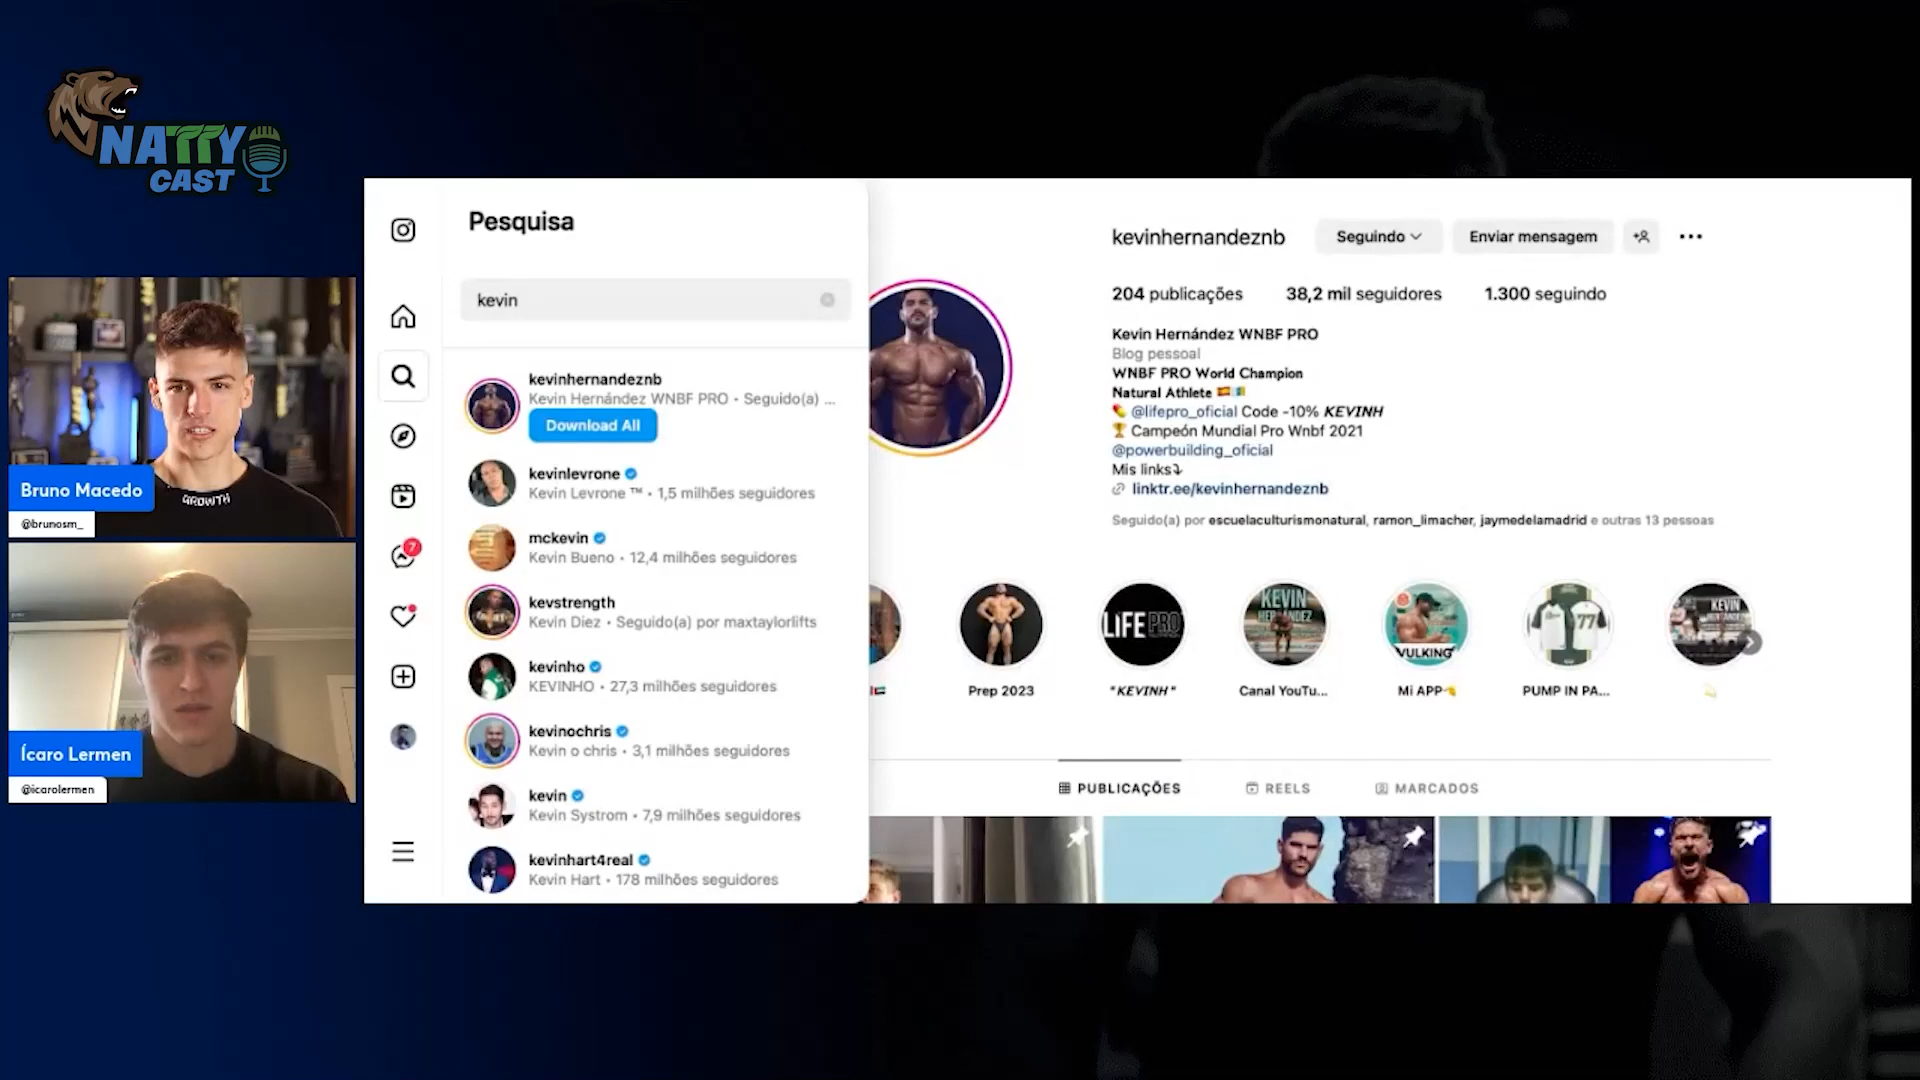 NATTY
CAST
Bruno Macedo
@brunosm_
GROWTH
Ícaro Lermen
@icarolermen
7
Pesquisa
kevin
kevinhernandeznb
Kevin Hernández WNBF PRO • Seguido(a) ...
Download All
kevinlevrone
Kevin Levrone ™ • 1,5 milhões seguidores
mckevin
Kevin Bueno • 12,4 milhões seguidores
kevstrength
Kevin Diez • Seguido(a) por maxtaylorlifts
kevinho
KEVINHO • 27,3 milhões seguidores
kevinochris
Kevin o chris • 3,1 milhões seguidores
kevin
Kevin Systrom • 7,9 milhões seguidores
kevinhart4real
Kevin Hart • 178 milhões seguidores
kevinhernandeznb Seguindo Enviar mensagem
204 publicações 38,2 mil seguidores 1.300 seguindo
Kevin Hernández WNBF PRO
Blog pessoal
WNBF PRO World Champion
Natural Athlete 🇪🇸🇮🇨
💊 @lifepro_oficial Code -10% KEVINH
🏆 Campeón Mundial Pro Wnbf 2021
@powerbuilding_oficial
Mis links⤵
linktr.ee/kevinhernandeznb
Seguido(a) por escuelaculturismonatural, ramon_limacher, jaymedelamadrid e outras 13 pessoas
LiFE PRO
KEVIN
HERNANDEZ
VULKING
77
KEVIN
Prep 2023
"KEVINH"
Canal YouTu...
Mi APP
PUMP IN PA...
PUBLICAÇÕES REELS MARCADOS